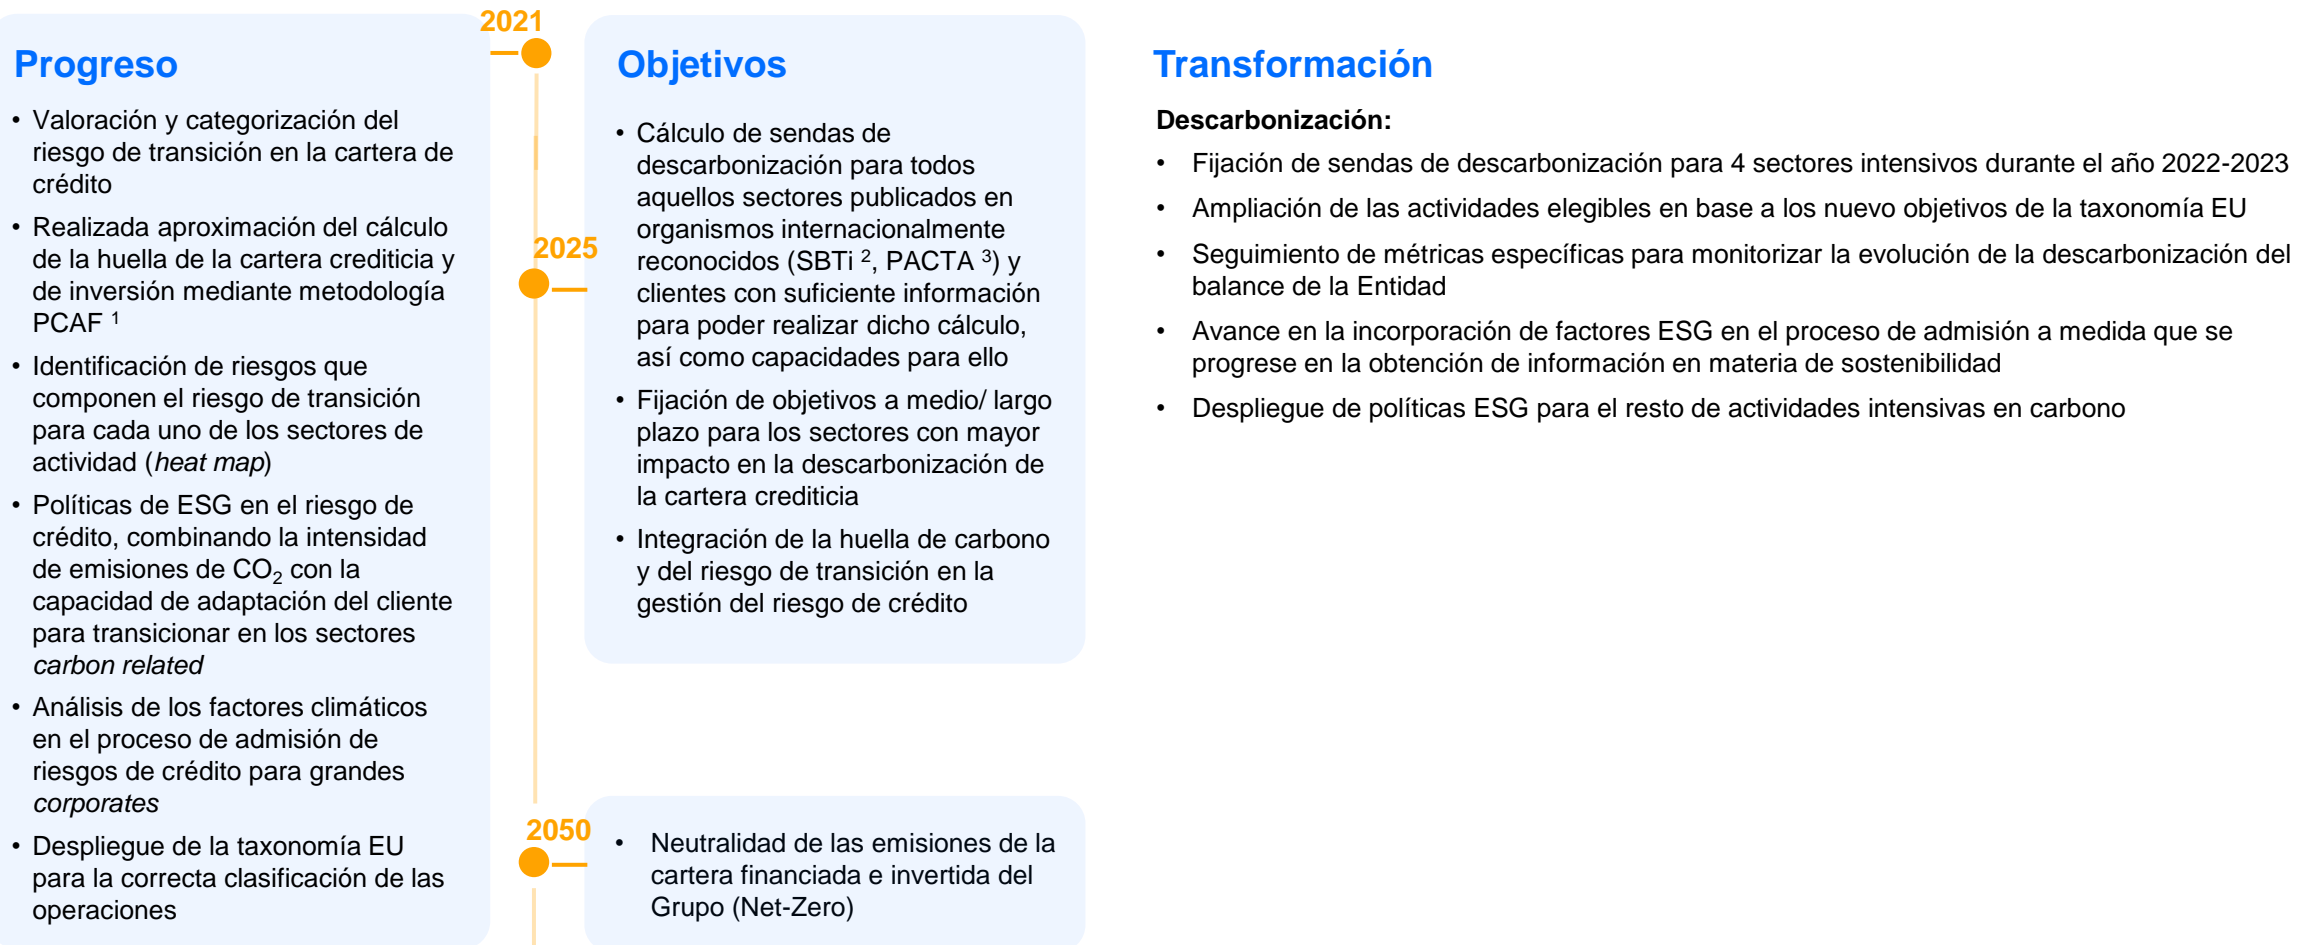 2021
Progreso
• Valoración y categorización del
riesgo de transición en la cartera de
crédito
• Realizada aproximación del cálculo
de la huella de la cartera crediticia y
de inversión mediante metodología
PCAF ¹
• Identificación de riesgos que
componen el riesgo de transición
para cada uno de los sectores de
actividad (heat map)
• Políticas de ESG en el riesgo de
crédito, combinando la intensidad
de emisiones de CO₂ con la
capacidad de adaptación del cliente
para transicionar en los sectores
carbon related
• Análisis de los factores climáticos
en el proceso de admisión de
riesgos de crédito para grandes
corporates
• Despliegue de la taxonomía EU
para la correcta clasificación de las
operaciones
2025
Objetivos
• Cálculo de sendas de
descarbonización para todos
aquellos sectores publicados en
organismos internacionalmente
reconocidos (SBTi ², PACTA ³) y
clientes con suficiente información
para poder realizar dicho cálculo,
así como capacidades para ello
• Fijación de objetivos a medio/ largo
plazo para los sectores con mayor
impacto en la descarbonización de
la cartera crediticia
• Integración de la huella de carbono
y del riesgo de transición en la
gestión del riesgo de crédito
2050
• Neutralidad de las emisiones de la
cartera financiada e invertida del
Grupo (Net-Zero)
Transformación
Descarbonización:
• Fijación de sendas de descarbonización para 4 sectores intensivos durante el año 2022-2023
• Ampliación de las actividades elegibles en base a los nuevo objetivos de la taxonomía EU
• Seguimiento de métricas específicas para monitorizar la evolución de la descarbonización del
balance de la Entidad
• Avance en la incorporación de factores ESG en el proceso de admisión a medida que se
progrese en la obtención de información en materia de sostenibilidad
• Despliegue de políticas ESG para el resto de actividades intensivas en carbono